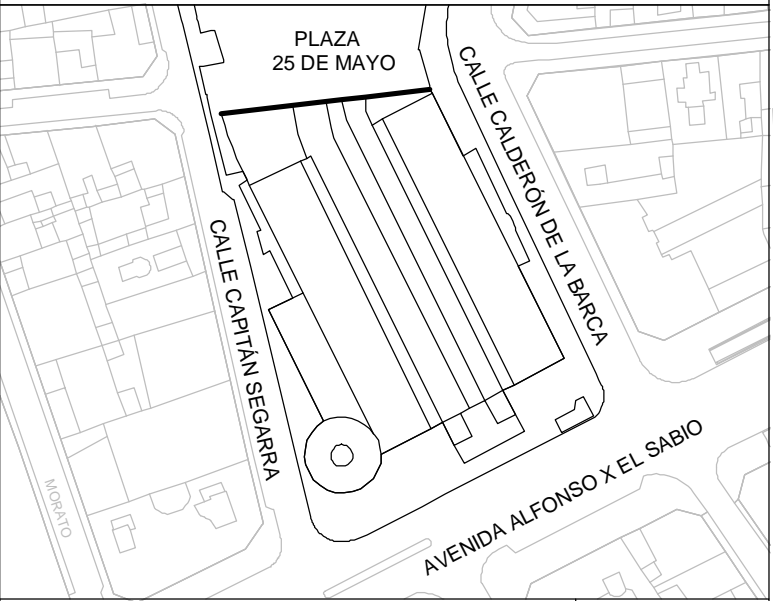 PLAZA
25 DE MAYO
CALLE CALDERÓN DE LA BARCA
CALLE CAPITÁN SEGARRA
AVENIDA ALFONSO X EL SABIO
MORATO